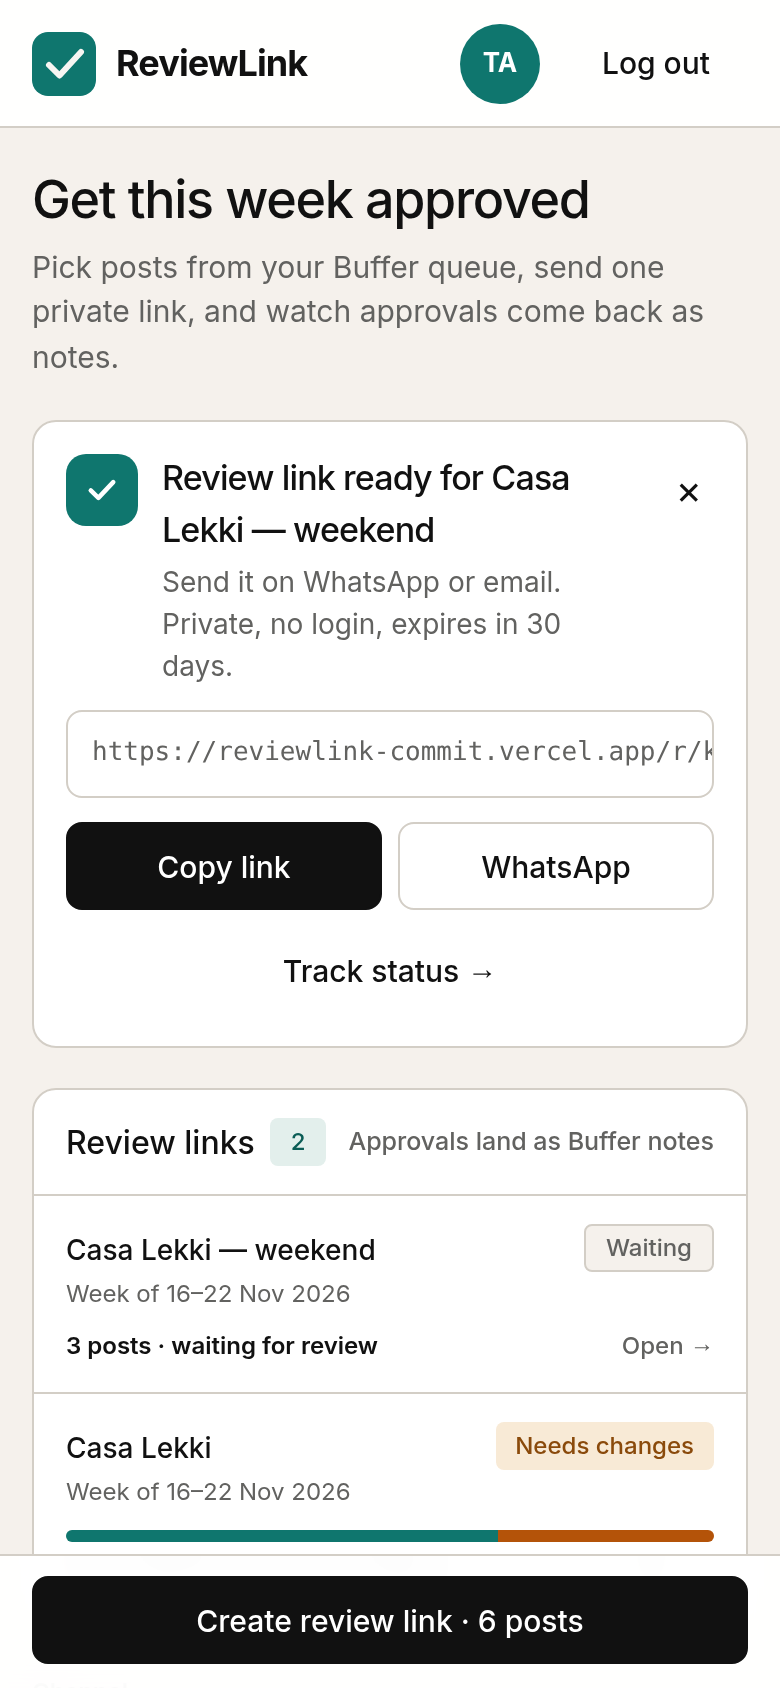 ReviewLink
TA
Log out
Get this week approved
Pick posts from your Buffer queue, send one
private link, and watch approvals come back as
notes.
Review link ready for Casa
Lekki — weekend
✕
Send it on WhatsApp or email.
Private, no login, expires in 30
days.
https://reviewlink-commit.vercel.app/r/k
Copy link
WhatsApp
Track status →
Review links
2
Approvals land as Buffer notes
Casa Lekki — weekend
Waiting
Week of 16–22 Nov 2026
3 posts · waiting for review
Open →
Casa Lekki
Needs changes
Week of 16–22 Nov 2026
Create review link · 6 posts